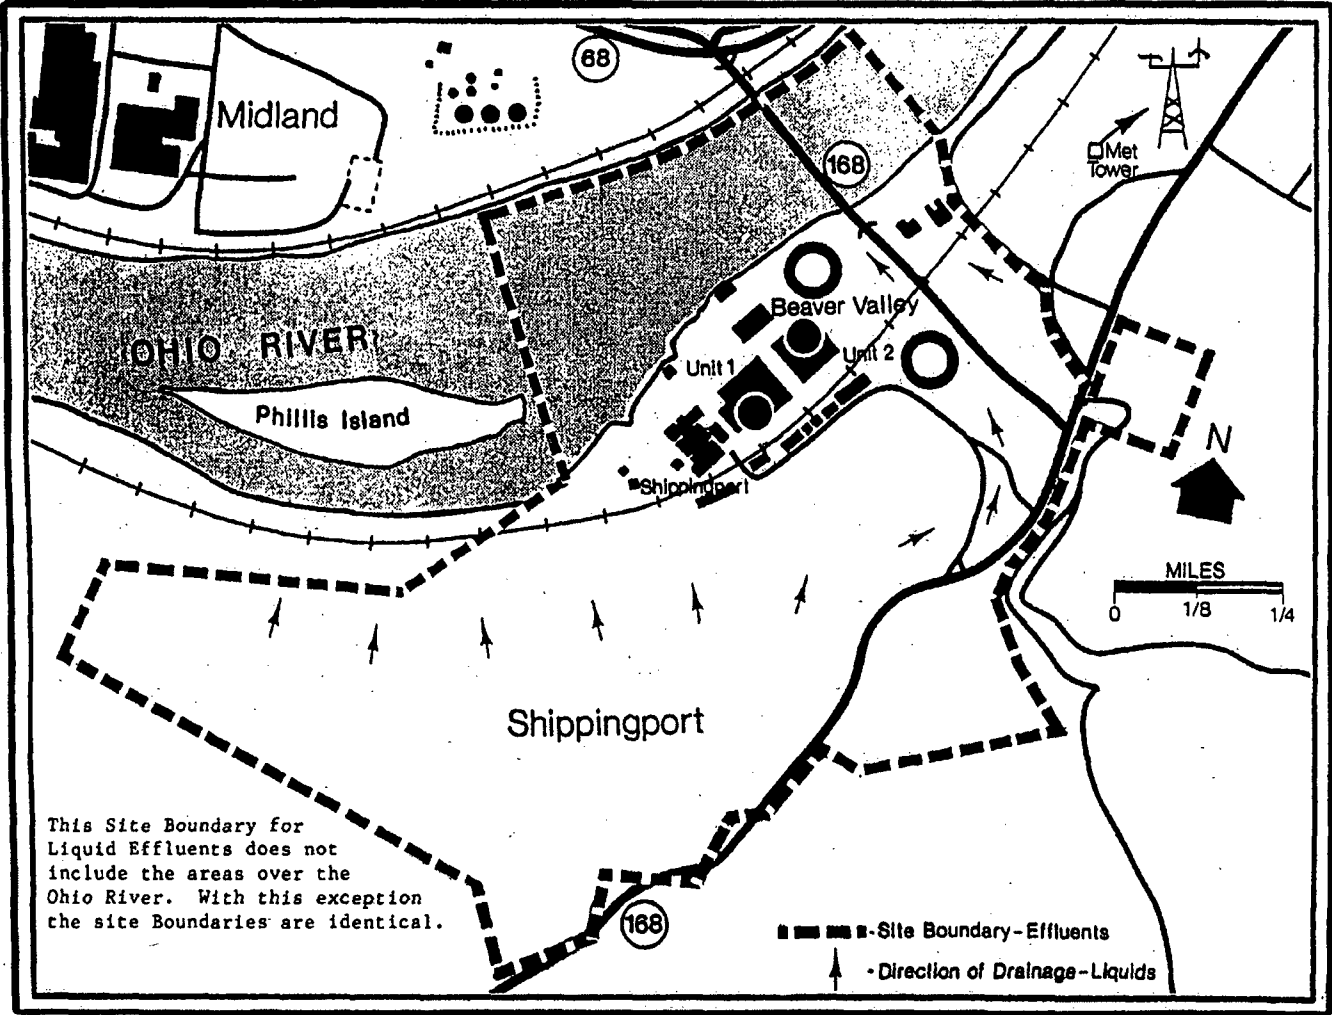 68
Midland
168
Met
Tower
Beaver Valley
OHIO RIVER
Unit 1
Unit 2
Phillis Island
N
Shippingport
MILES
0 1/8 1/4
Shippingport
This Site Boundary for
Liquid Effluents does not
include the areas over the
Ohio River. With this exception
the site Boundaries are identical.
168
-Site Boundary-Effluents
-Direction of Drainage-Liquids